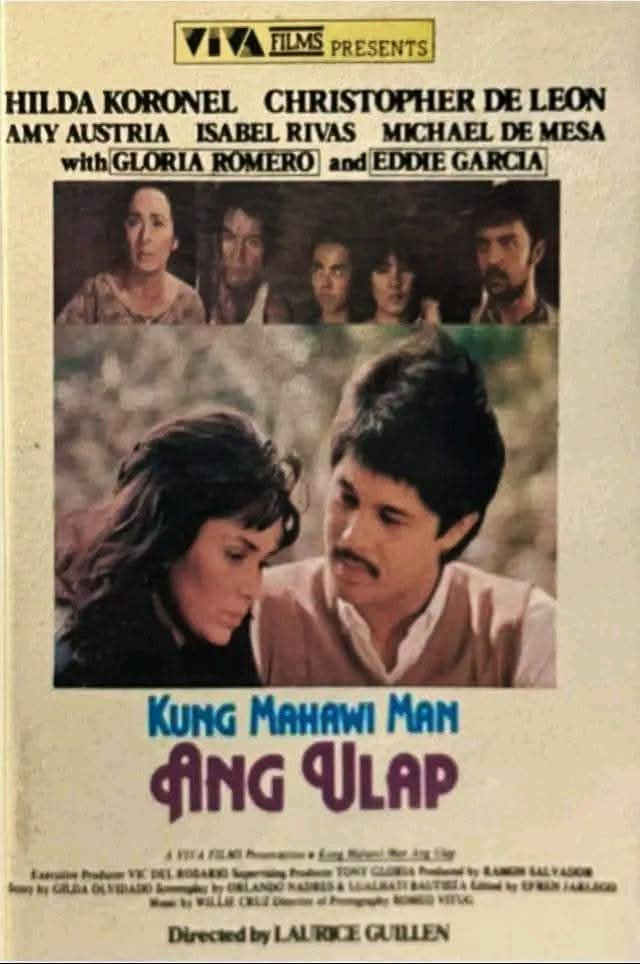 VIVA FILMS PRESENTS
HILDA KORONEL CHRISTOPHER DE LEON
AMY AUSTRIA ISABEL RIVAS MICHAEL DE MESA
with GLORIA ROMERO and EDDIE GARCIA
KUNG MAHAWI MAN
ANG ULAP
A VIVA FILMS Presentation Kung Mahawi Man Ang Ulap
Executive Producer VIC DEL ROSARIO Supervising Producer TONY GLORIA Produced by RAMON SALVADOR
Story by GILDA OLVIDADO Screenplay by ORLANDO NADRES & LUALHATI BAUTISTA Edited by EFREN JARLEGO
Music by WILLIE CRUZ Director of Photography ROMEO VITUG
Directed by LAURICE GUILLEN